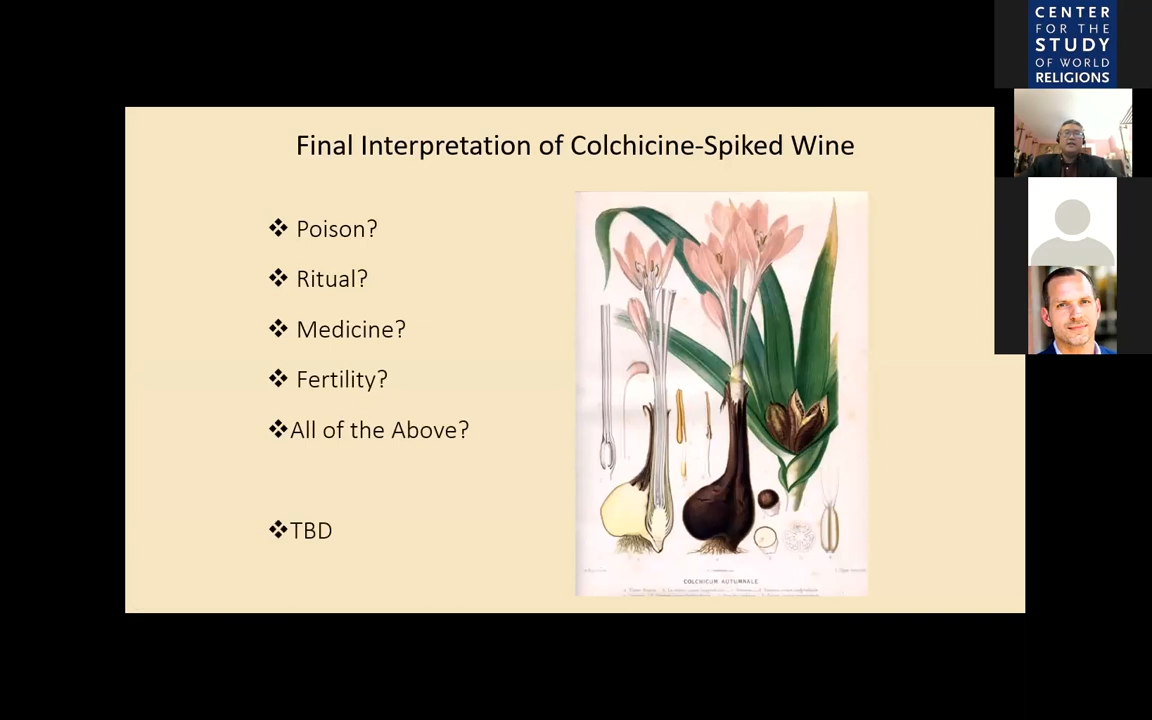 CENTER
FOR THE
STUDY
OF WORLD
RELIGIONS
Final Interpretation of Colchicine-Spiked Wine
Poison?
Ritual?
Medicine?
Fertility?
All of the Above?
TBD
COLCHICUM AUTUMNALE